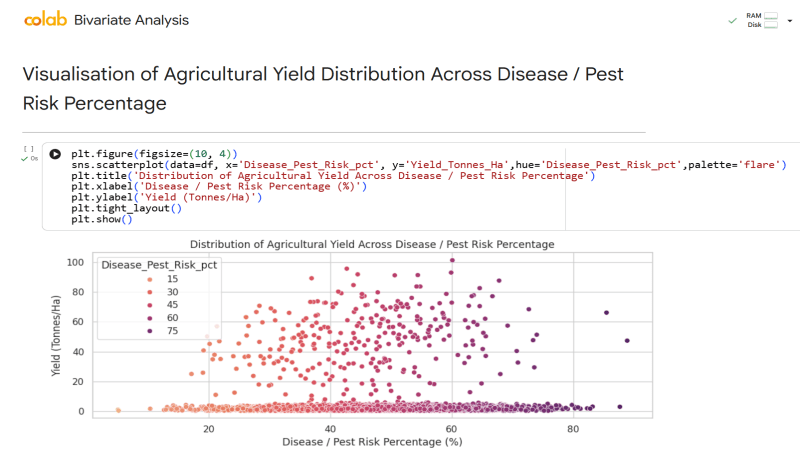 colab Bivariate Analysis
RAM
Disk
Visualisation of Agricultural Yield Distribution Across Disease / Pest
Risk Percentage
[ ]
0s
plt.figure(figsize=(10, 4))
sns.scatterplot(data=df, x='Disease_Pest_Risk_pct', y='Yield_Tonnes_Ha',hue='Disease_Pest_Risk_pct',palette='flare')
plt.title('Distribution of Agricultural Yield Across Disease / Pest Risk Percentage')
plt.xlabel('Disease / Pest Risk Percentage (%)')
plt.ylabel('Yield (Tonnes/Ha)')
plt.tight_layout()
plt.show()
Distribution of Agricultural Yield Across Disease / Pest Risk Percentage
Disease_Pest_Risk_pct
15
30
45
60
75
Yield (Tonnes/Ha)
100
80
60
40
20
0
20
40
60
80
Disease / Pest Risk Percentage (%)